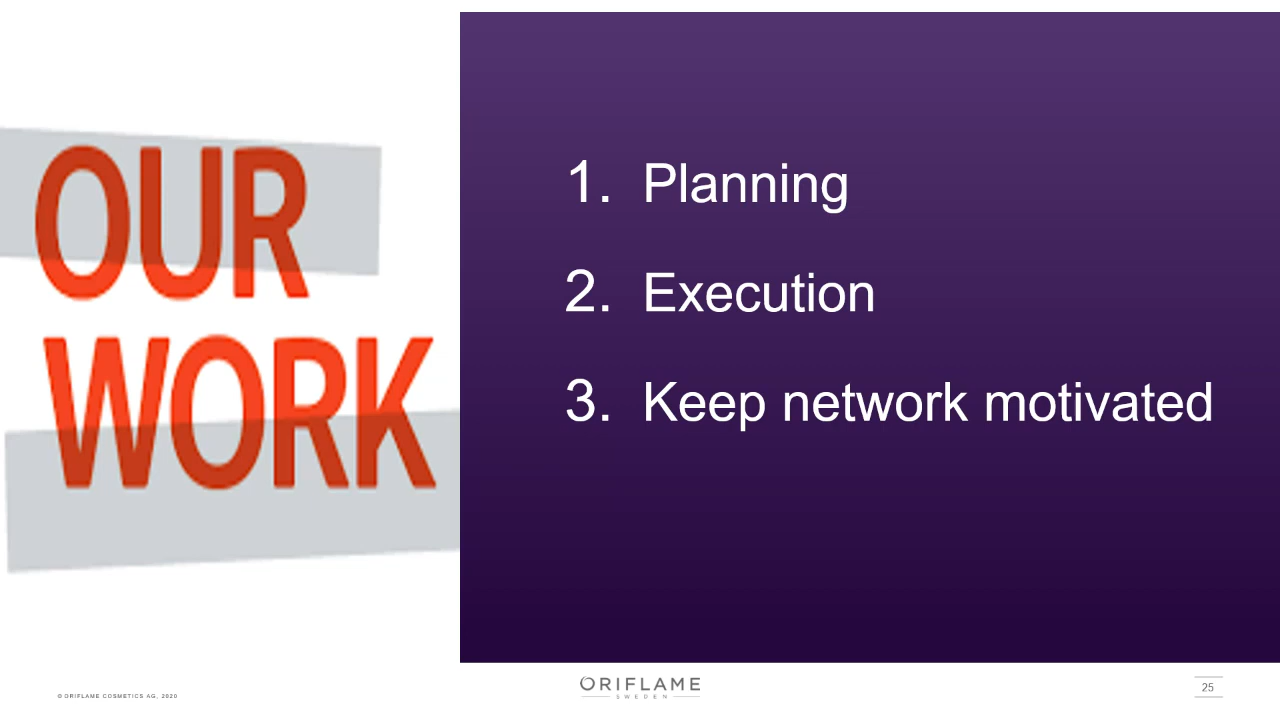 OUR
WORK
1. Planning
2. Execution
3. Keep network motivated
© ORIFLAME COSMETICS AG, 2020
ORIFLAME
SWEDEN
25